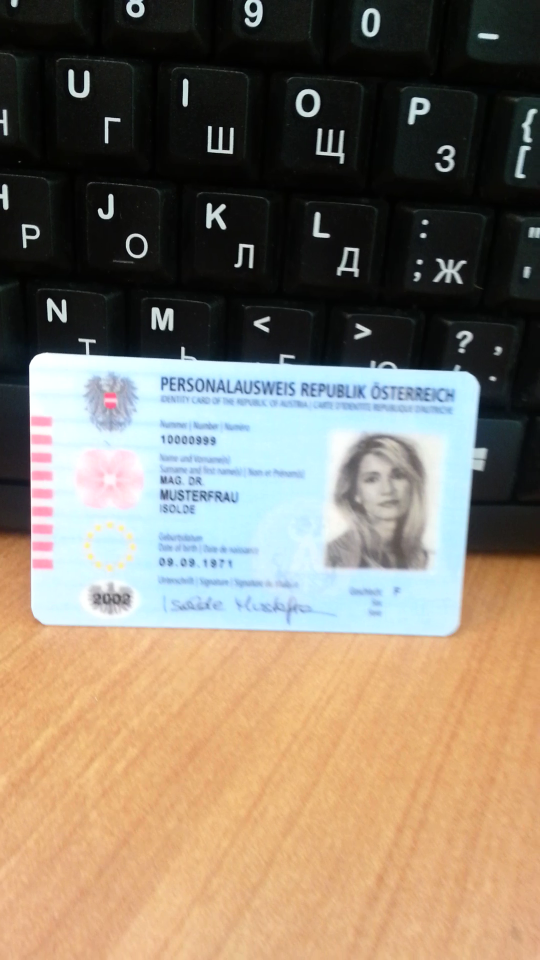 7 8 9 0 _
U Г I Ш O Щ P З { [
H Р J О K Л L Д : ; Ж " '
N Т M Ь < > ? ,
PERSONALAUSWEIS REPUBLIK ÖSTERREICH
IDENTITY CARD OF THE REPUBLIC OF AUSTRIA | CARTE D'IDENTITÉ RÉPUBLIQUE D'AUTRICHE
Nummer | Number | Numéro
10000999
Name und Vorname(n)
Surname and first name(s) | Nom et Prénom(s)
MAG. DR.
MUSTERFRAU
ISOLDE
Geburtsdatum
Date of birth | Date de naissance
09.09.1971
Unterschrift | Signature | Signature du titulaire
Isolde Musterfrau
Geschlecht F
Sex
Sexe
2002